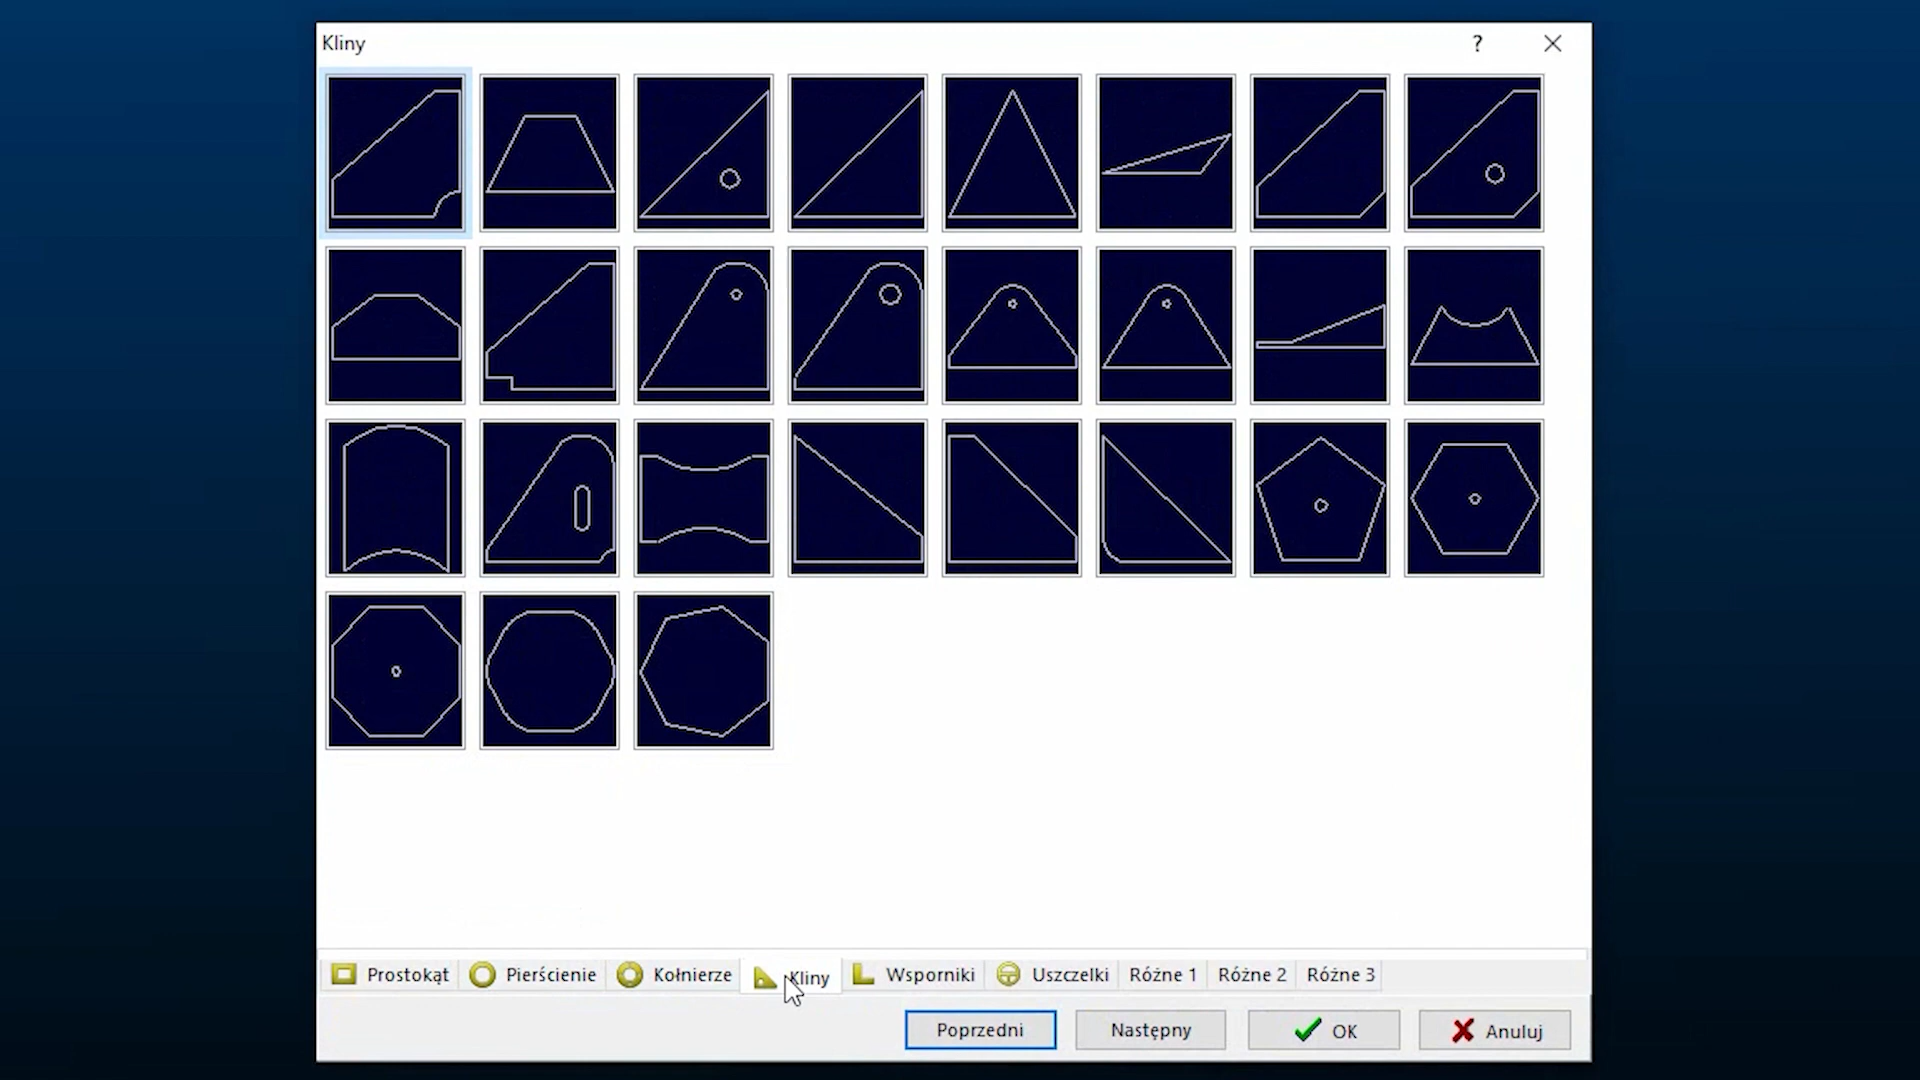 Kliny
?
Prostokąt Pierścienie Kołnierze Kliny Wsporniki Uszczelki Różne 1 Różne 2 Różne 3
Poprzedni Następny OK Anuluj